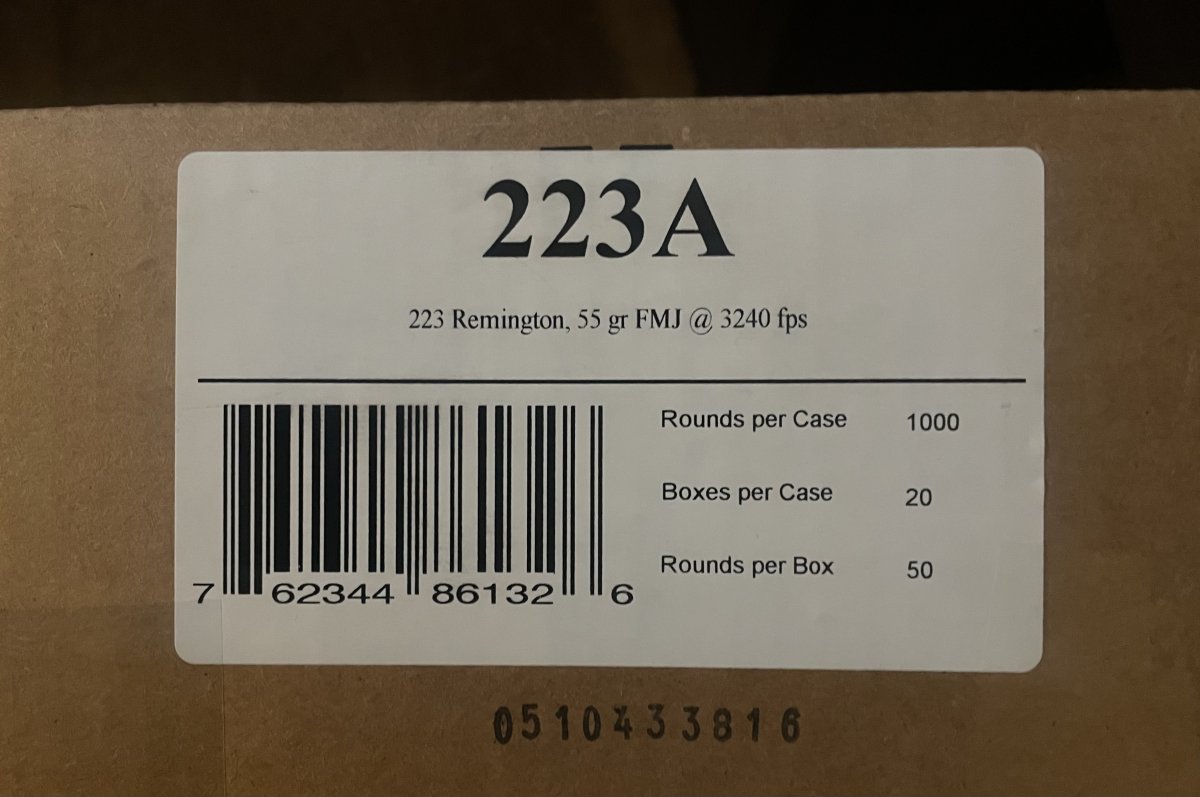 223A
223 Remington, 55 gr FMJ @ 3240 fps
Rounds per Case 1000
Boxes per Case 20
Rounds per Box 50
7 62344 86132 6
0510433816